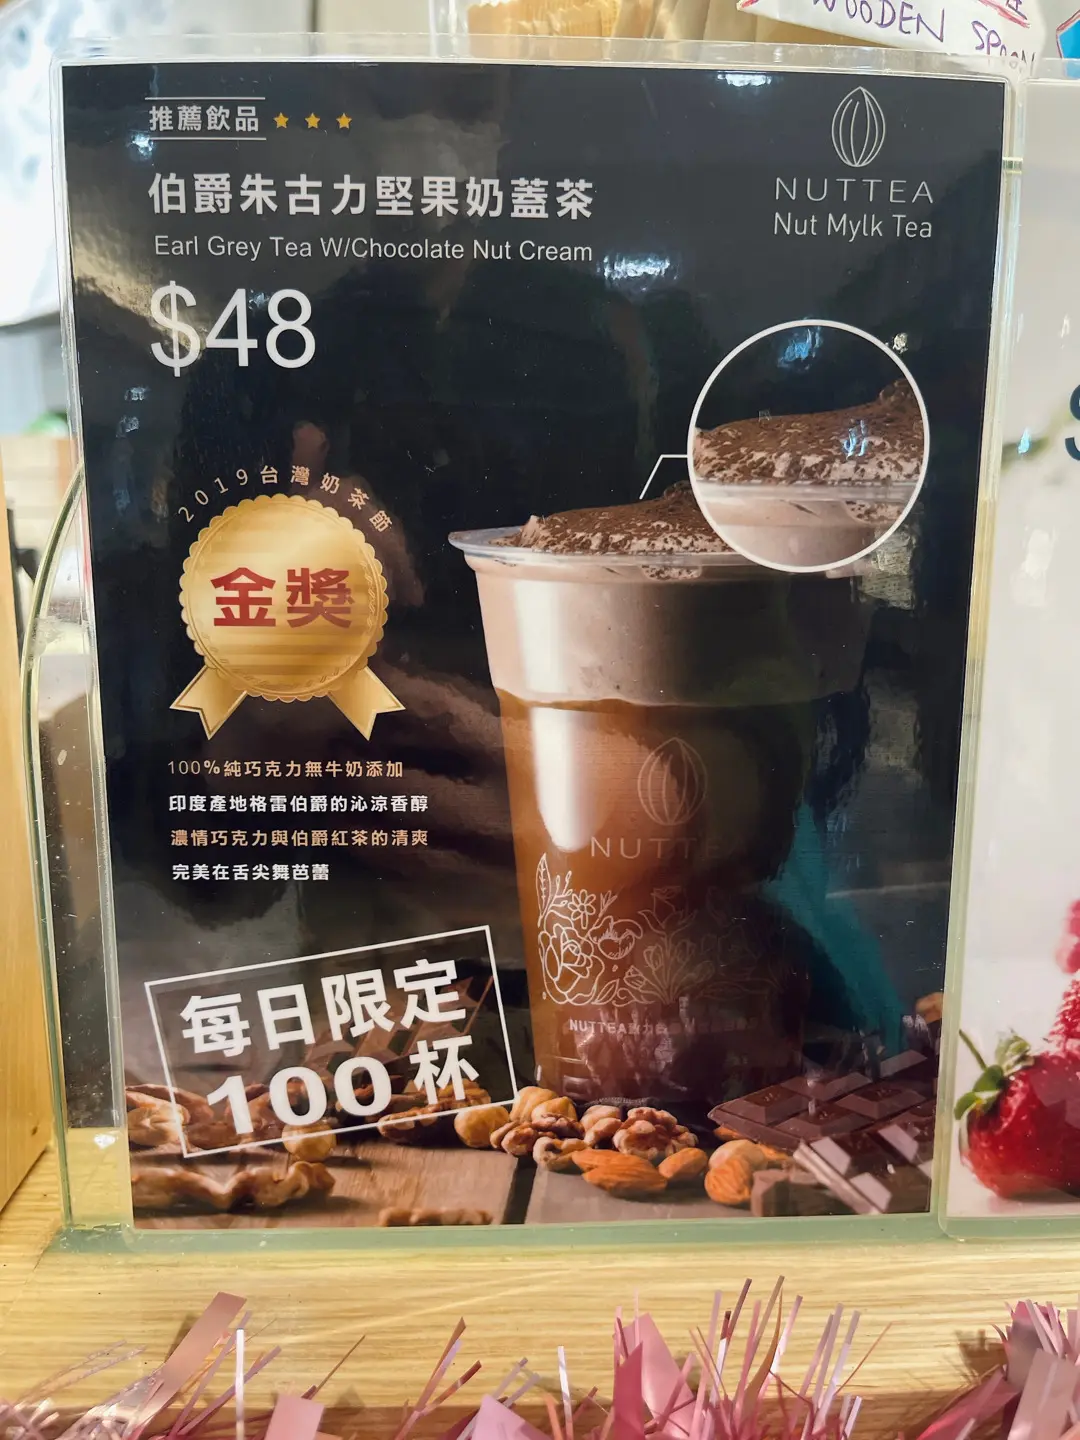 WOODEN SPOON
推薦飲品
伯爵朱古力堅果奶蓋茶
Earl Grey Tea W/Chocolate Nut Cream
$48
NUTTEA
Nut Mylk Tea
2019台灣奶茶節
金獎
100%純巧克力無牛奶添加
印度產地格雷伯爵的沁涼香醇
濃情巧克力與伯爵紅茶的清爽
完美在舌尖舞芭蕾
NUTTE
NUTTEA
每日限定
100杯